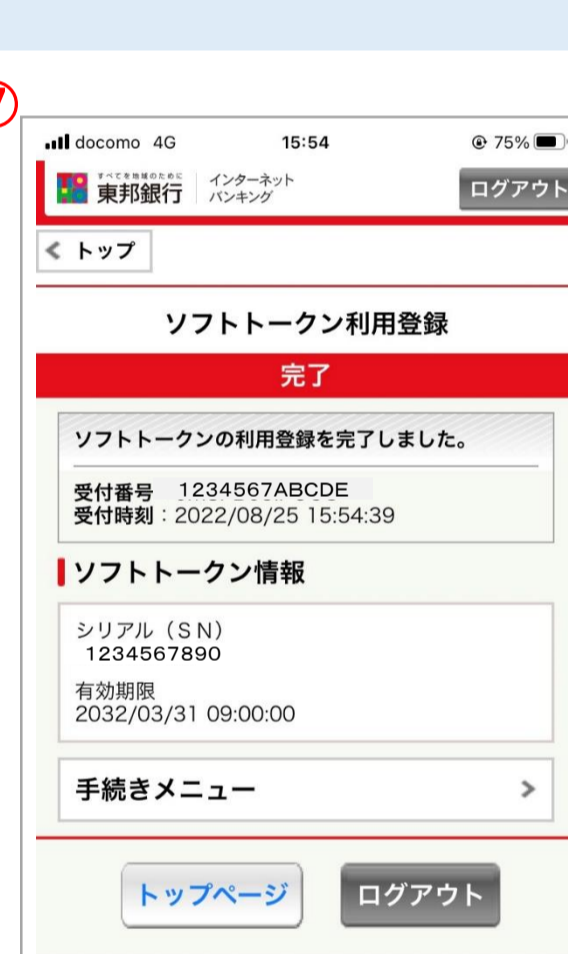 docomo 4G 15:54 75%
すべてを地域のために
東邦銀行
インターネット
バンキング
ログアウト
トップ
ソフトトークン利用登録
完了
ソフトトークンの利用登録を完了しました。
受付番号 1234567ABCDE
受付時刻：2022/08/25 15:54:39
ソフトトークン情報
シリアル（ＳＮ）
1234567890
有効期限
2032/03/31 09:00:00
手続きメニュー
トップページ
ログアウト